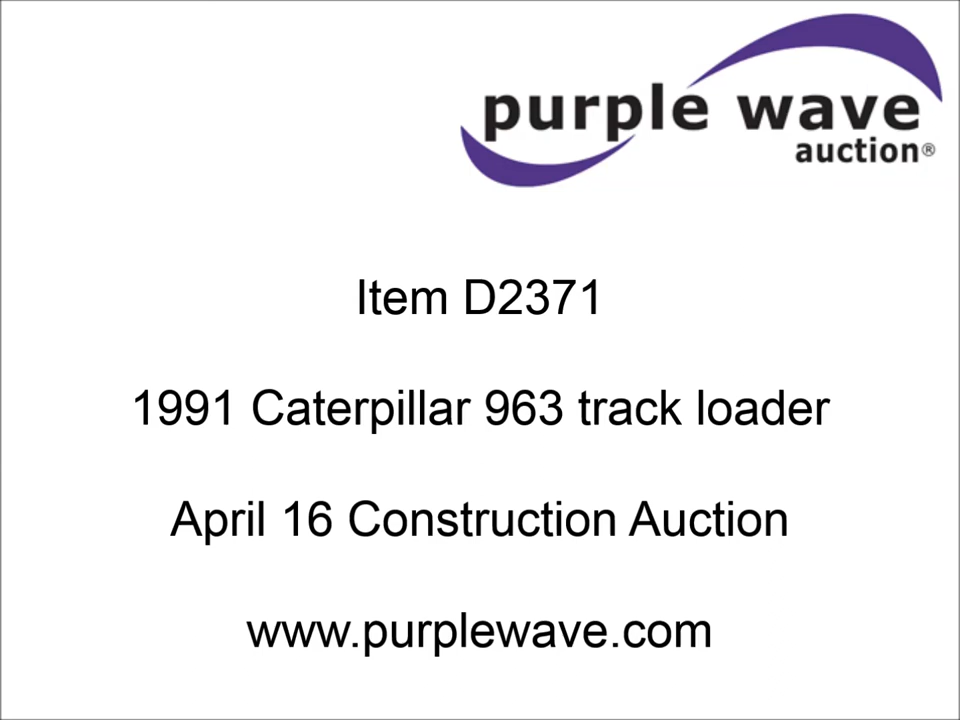 purple wave
auction®
Item D2371
1991 Caterpillar 963 track loader
April 16 Construction Auction
www.purplewave.com